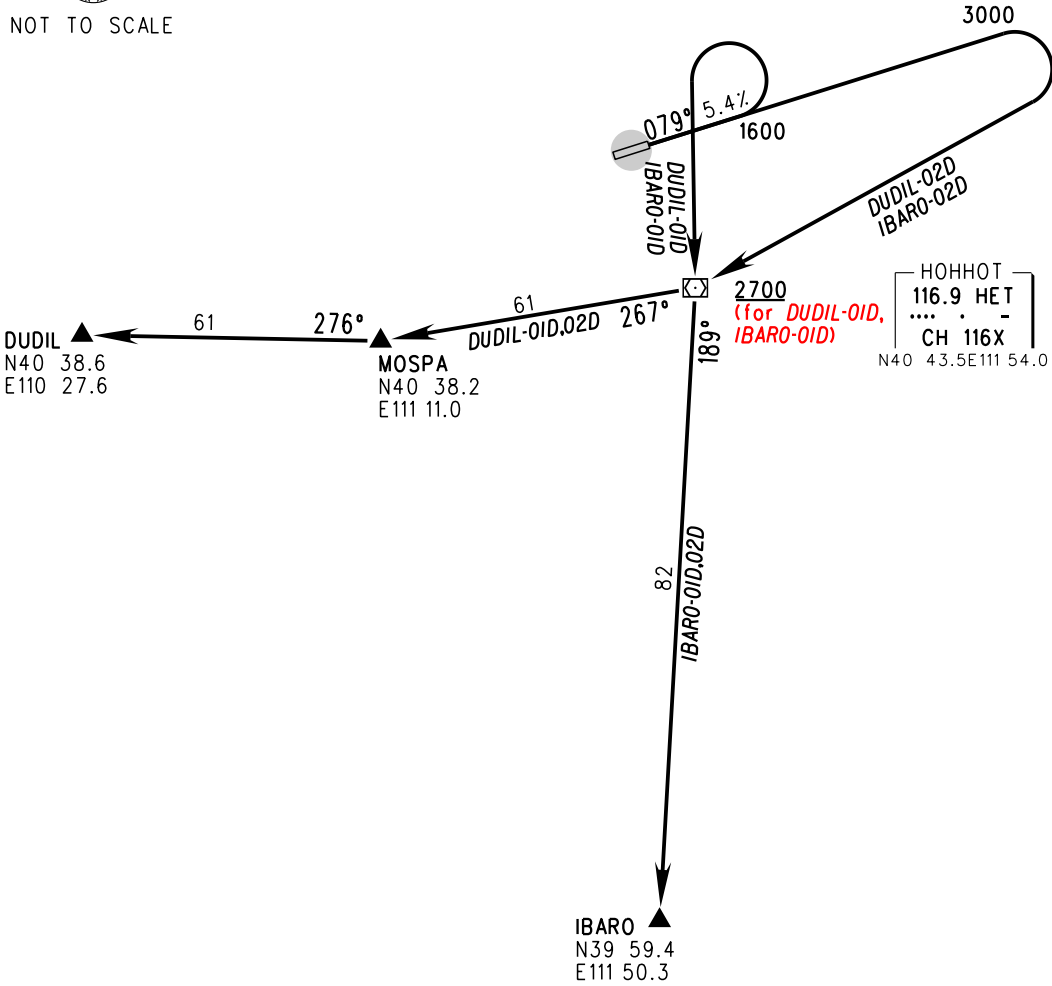 NOT TO SCALE
3000
079° 5.4%
1600
DUDIL-01D
IBARO-01D
DUDIL-02D
IBARO-02D
HOHHOT
116.9 HET
.... . -
CH 116X
N40 43.5E111 54.0
2700
(for DUDIL-01D,
IBARO-01D)
61
DUDIL-01D,02D 267°
189°
61
276°
DUDIL
N40 38.6
E110 27.6
MOSPA
N40 38.2
E111 11.0
82
IBARO-01D,02D
IBARO
N39 59.4
E111 50.3